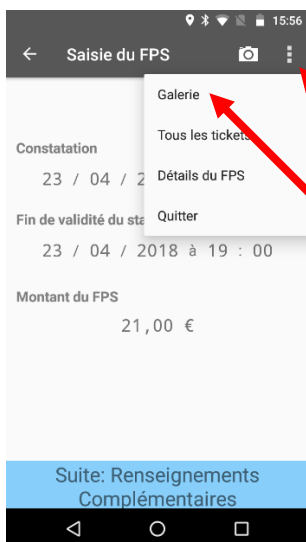 15:56
Saisie du FPS
Galerie
Tous les tickets
Détails du FPS
Quitter
Constatation
23 / 04 / 2
Fin de validité du sta
23 / 04 / 2018 à 19 : 00
Montant du FPS
21,00 €
Suite: Renseignements
Complémentaires